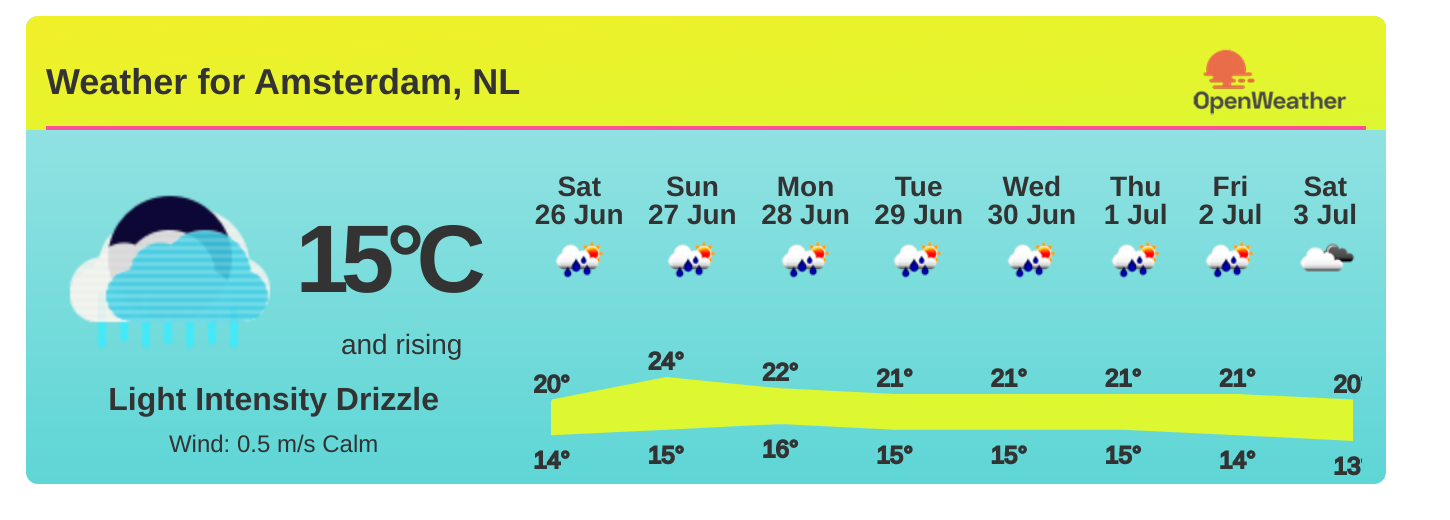 Weather for Amsterdam, NL
OpenWeather
15°C
and rising
Light Intensity Drizzle
Wind: 0.5 m/s Calm
Sat Sun Mon Tue Wed Thu Fri Sat
26 Jun 27 Jun 28 Jun 29 Jun 30 Jun 1 Jul 2 Jul 3 Jul
20° 24° 22° 21° 21° 21° 21° 20°
14° 15° 16° 15° 15° 15° 14° 13°